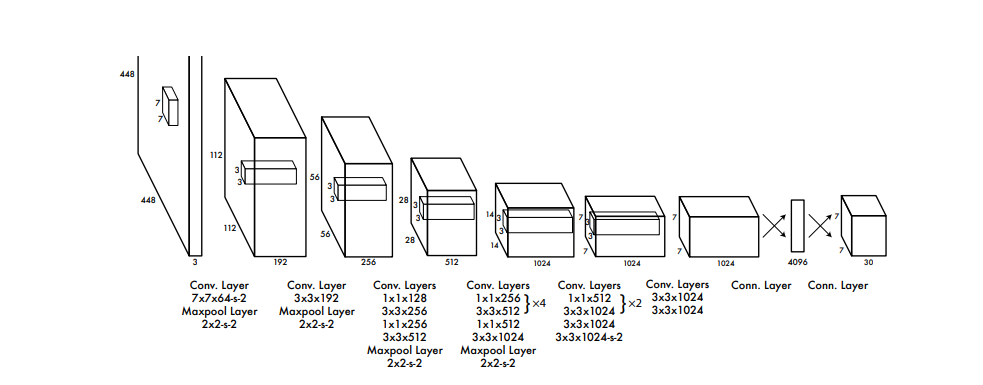 448
7
7
448
3
112
3
3
112
192
56
3
3
56
256
28
3
3
28
512
14
3
3
14
1024
7
3
3
7
1024
7
7
1024
4096
7
7
30
Conv. Layer
7x7x64-s-2
Maxpool Layer
2x2-s-2
Conv. Layer
3x3x192
Maxpool Layer
2x2-s-2
Conv. Layers
1x1x128
3x3x256
1x1x256
3x3x512
Maxpool Layer
2x2-s-2
Conv. Layers
1x1x256
3x3x512 }×4
1x1x512
3x3x1024
Maxpool Layer
2x2-s-2
Conv. Layers
1x1x512
3x3x1024 }×2
3x3x1024
3x3x1024-s-2
Conv. Layers
3x3x1024
3x3x1024
Conn. Layer
Conn. Layer